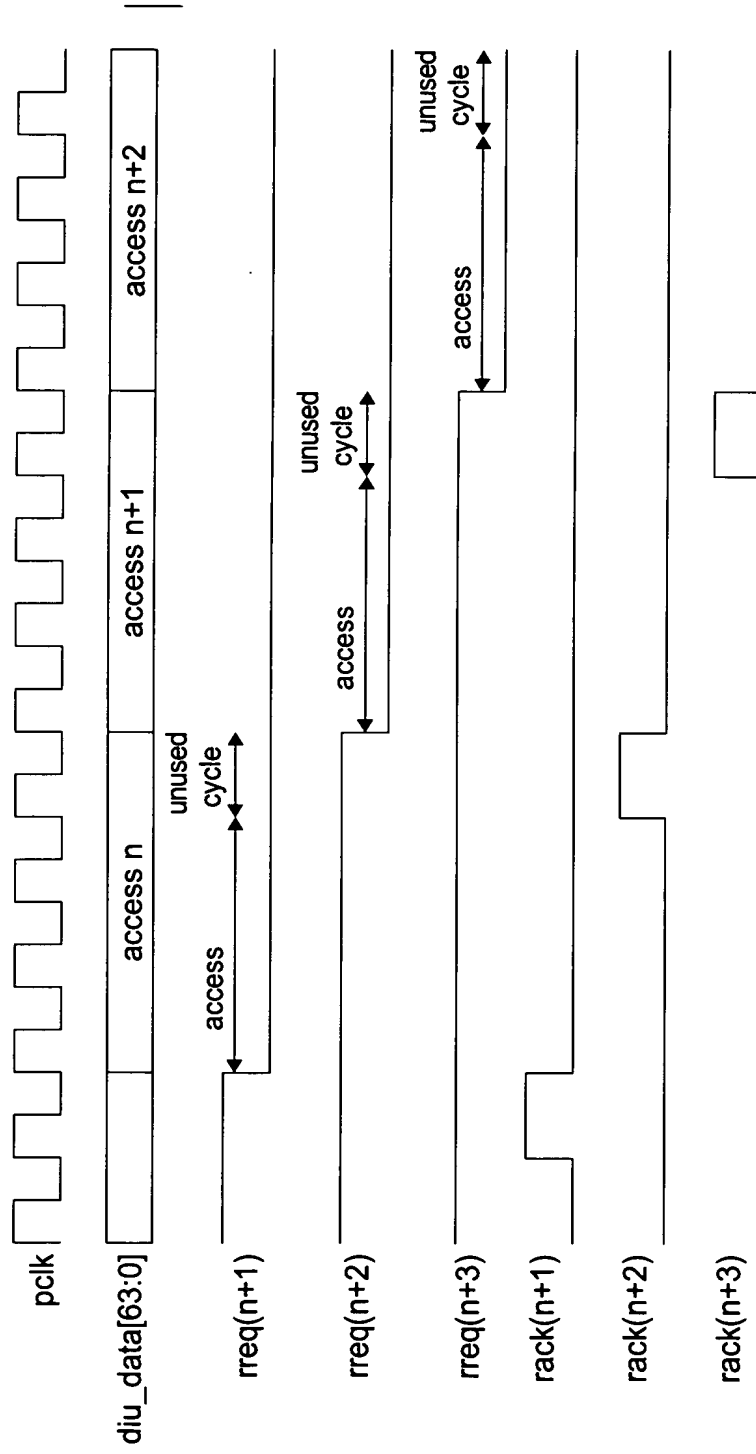 pclk
diu_data[63:0]
access n
access n+1
access n+2
rreq(n+1)
access
unused
cycle
rreq(n+2)
access
unused
cycle
rreq(n+3)
access
unused
cycle
rack(n+1)
rack(n+2)
rack(n+3)